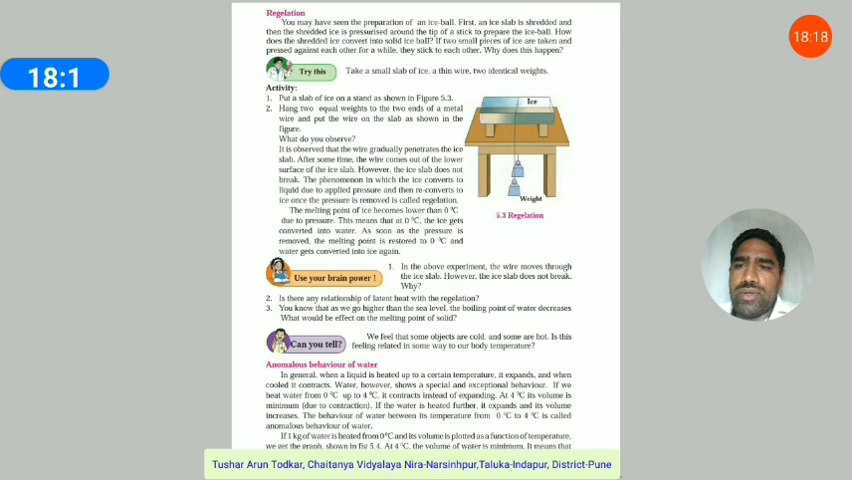 Regelation
You may have seen the preparation of an ice-ball. First, an ice slab is shredded and
then the shredded ice is pressurised around the tip of a stick to prepare the ice-ball. How
does the shredded ice convert into solid ice ball? If two small pieces of ice are taken and
pressed against each other for a while, they stick to each other. Why does this happen?
18:18
18:1
Try this
Take a small slab of ice, a thin wire, two identical weights.
Activity:
1. Put a slab of ice on a stand as shown in Figure 5.3.
2. Hang two equal weights to the two ends of a metal
wire and put the wire on the slab as shown in the
figure.
What do you observe?
It is observed that the wire gradually penetrates the ice
slab. After some time, the wire comes out of the lower
surface of the ice slab. However, the ice slab does not
break. The phenomenon in which the ice converts to
liquid due to applied pressure and then re-converts to
ice once the pressure is removed is called regelation.
The melting point of ice becomes lower than 0 °C
due to pressure. This means that at 0 °C, the ice gets
converted into water. As soon as the pressure is
removed, the melting point is restored to 0 °C and
water gets converted into ice again.
Ice
Weight
5.3 Regelation
Use your brain power !
1. In the above experiment, the wire moves through
the ice slab. However, the ice slab does not break.
Why?
2. Is there any relationship of latent heat with the regelation?
3. You know that as we go higher than the sea level, the boiling point of water decreases
What would be effect on the melting point of solid?
Can you tell?
We feel that some objects are cold, and some are hot. Is this
feeling related in some way to our body temperature?
Anomalous behaviour of water
In general, when a liquid is heated up to a certain temperature, it expands, and when
cooled it contracts. Water, however, shows a special and exceptional behaviour. If we
heat water from 0 °C up to 4 °C, it contracts instead of expanding. At 4 °C its volume is
minimum (due to contraction). If the water is heated further, it expands and its volume
increases. The behaviour of water between its temperature from 0 °C to 4 °C is called
anomalous behaviour of water.
If 1 kg of water is heated from 0°C and its volume is plotted as a function of temperature,
we get the graph, shown in fig 5.4. At 4°C, the volume of water is minimum. It means that
Tushar Arun Todkar, Chaitanya Vidyalaya Nira-Narsinhpur,Taluka-Indapur, District-Pune